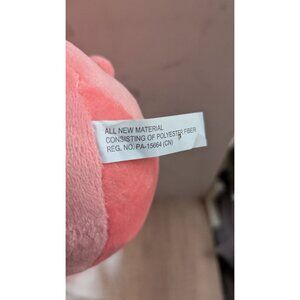 ALL NEW MATERIAL
CONSISTING OF POLYESTER FIBER
REG. NO. PA-15664 (CN)